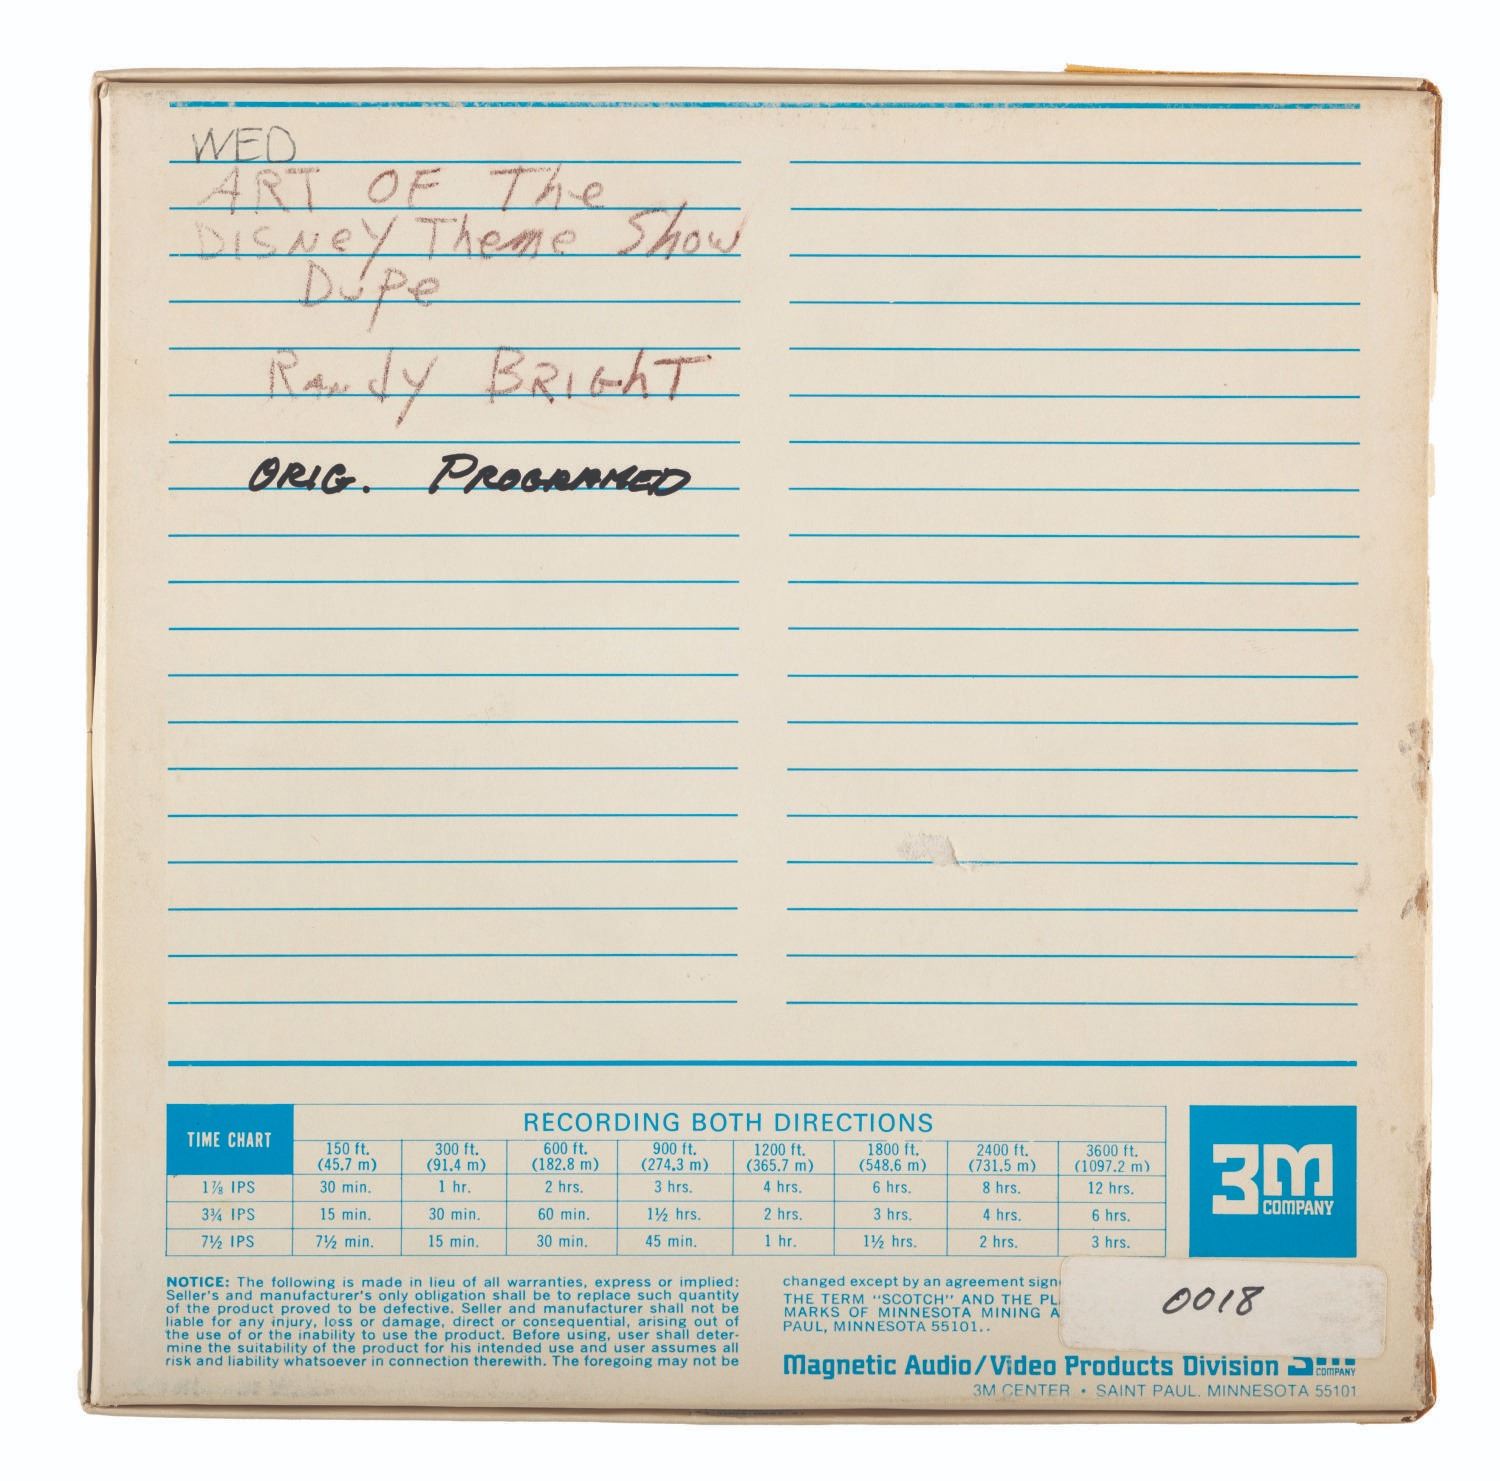 WED
ART OF The
DISNEY Theme Show
Dupe
RANdy BRIGhT
ORIG. PROGRAMED
TIME CHART
RECORDING BOTH DIRECTIONS
150 ft. (45.7 m) 300 ft. (91.4 m) 600 ft. (182.8 m) 900 ft. (274.3 m) 1200 ft. (365.7 m) 1800 ft. (548.6 m) 2400 ft. (731.5 m) 3600 ft. (1097.2 m)
1⅞ IPS 30 min. 1 hr. 2 hrs. 3 hrs. 4 hrs. 6 hrs. 8 hrs. 12 hrs.
3¾ IPS 15 min. 30 min. 60 min. 1½ hrs. 2 hrs. 3 hrs. 4 hrs. 6 hrs.
7½ IPS 7½ min. 15 min. 30 min. 45 min. 1 hr. 1½ hrs. 2 hrs. 3 hrs.
3M
COMPANY
NOTICE: The following is made in lieu of all warranties, express or implied:
Seller's and manufacturer's only obligation shall be to replace such quantity
of the product proved to be defective. Seller and manufacturer shall not be
liable for any injury, loss or damage, direct or consequential, arising out of
the use of or the inability to use the product. Before using, user shall deter-
mine the suitability of the product for his intended use and user assumes all
risk and liability whatsoever in connection therewith. The foregoing may not be
changed except by an agreement sign
THE TERM "SCOTCH" AND THE PL
MARKS OF MINNESOTA MINING A
PAUL, MINNESOTA 55101..
0018
Magnetic Audio/Video Products Division 3M COMPANY
3M CENTER • SAINT PAUL. MINNESOTA 55101